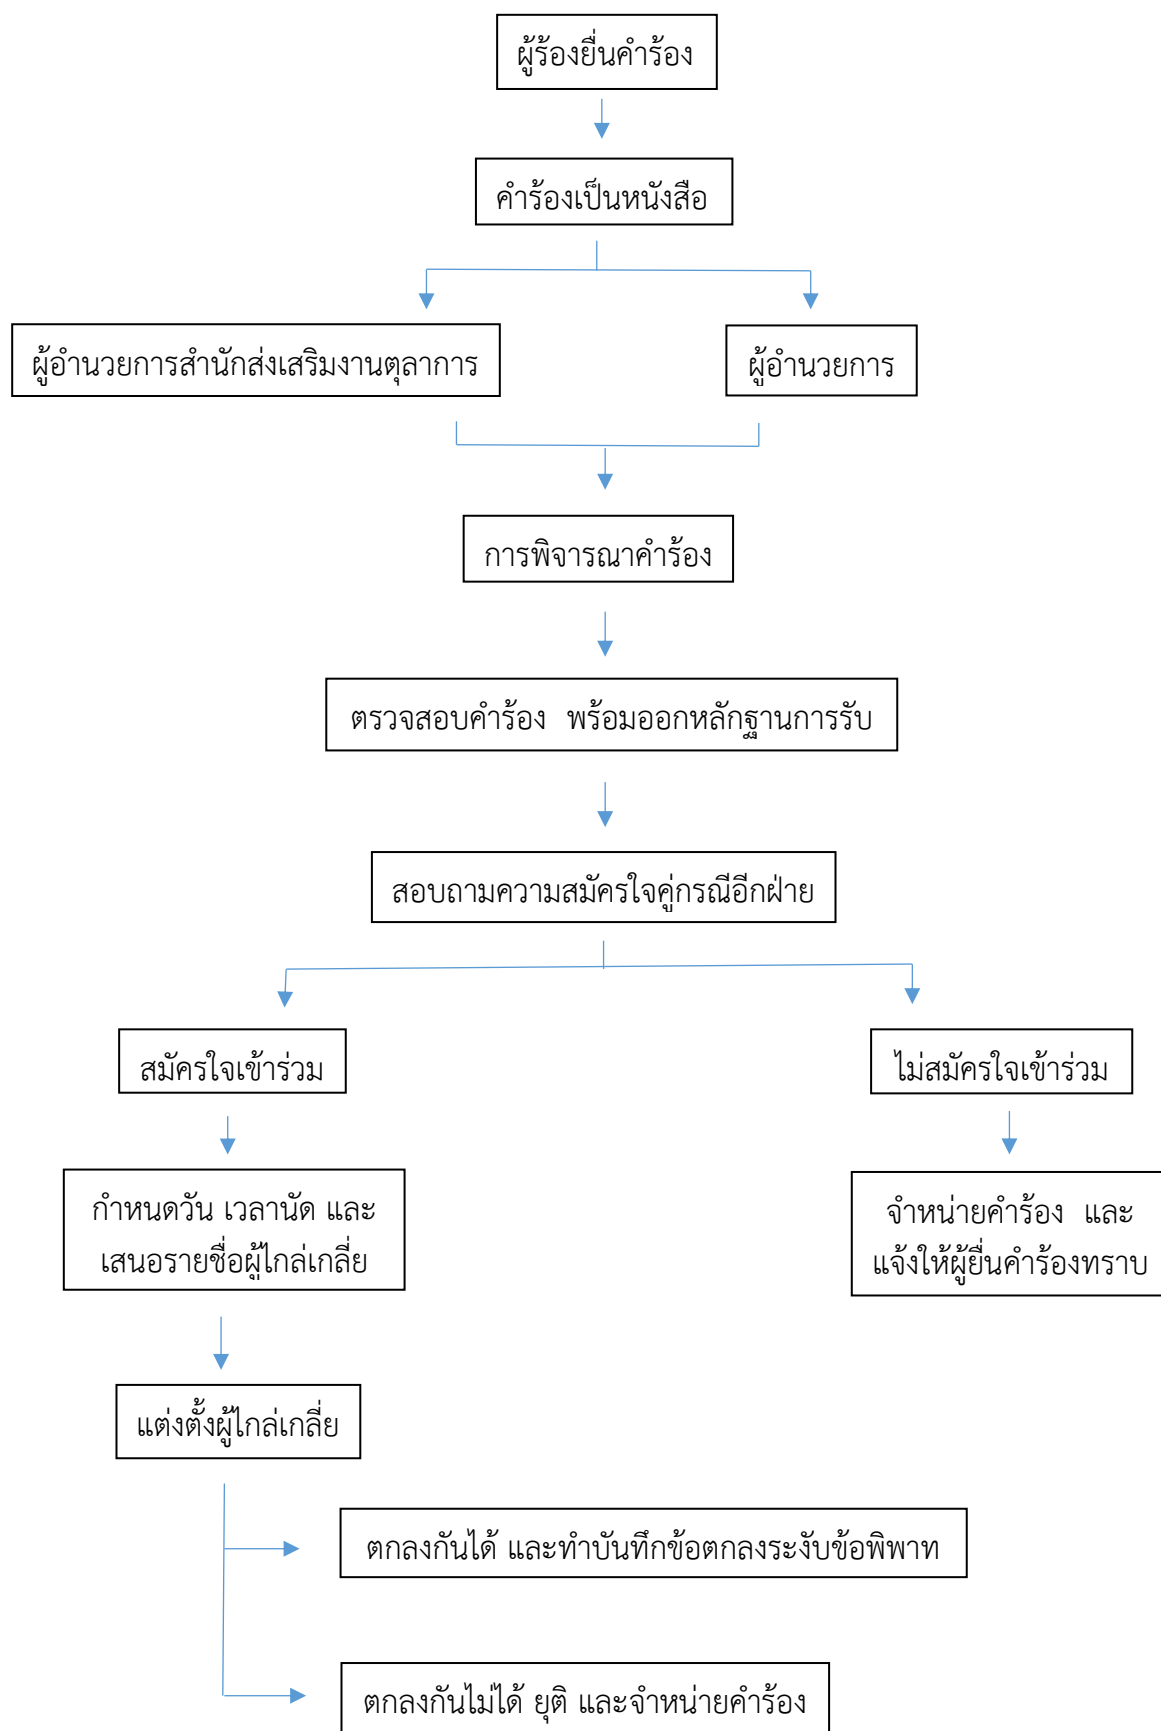 ผู้ร้องยื่นคำร้อง
คำร้องเป็นหนังสือ
ผู้อำนวยการสำนักส่งเสริมงานตุลาการ
ผู้อำนวยการ
การพิจารณาคำร้อง
ตรวจสอบคำร้อง พร้อมออกหลักฐานการรับ
สอบถามความสมัครใจคู่กรณีอีกฝ่าย
สมัครใจเข้าร่วม
ไม่สมัครใจเข้าร่วม
กำหนดวัน เวลานัด และ
เสนอรายชื่อผู้ไกล่เกลี่ย
จำหน่ายคำร้อง และ
แจ้งให้ผู้ยื่นคำร้องทราบ
แต่งตั้งผู้ไกล่เกลี่ย
ตกลงกันได้ และทำบันทึกข้อตกลงระงับข้อพิพาท
ตกลงกันไม่ได้ ยุติ และจำหน่ายคำร้อง